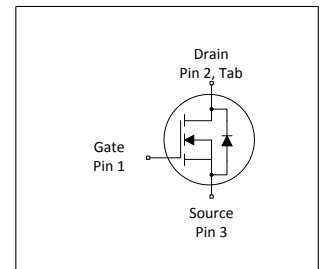 Drain
Pin 2, Tab
Gate
Pin 1
Source
Pin 3